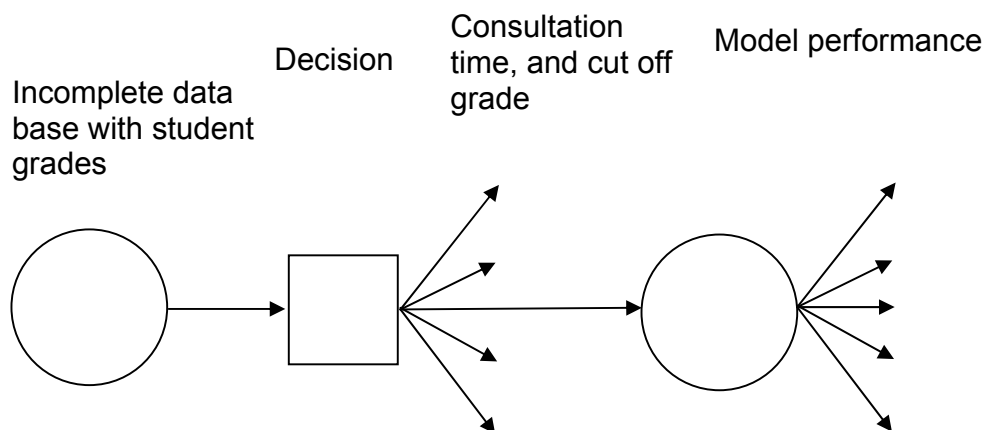 Incomplete data
base with student
grades
Decision
Consultation
time, and cut off
grade
Model performance